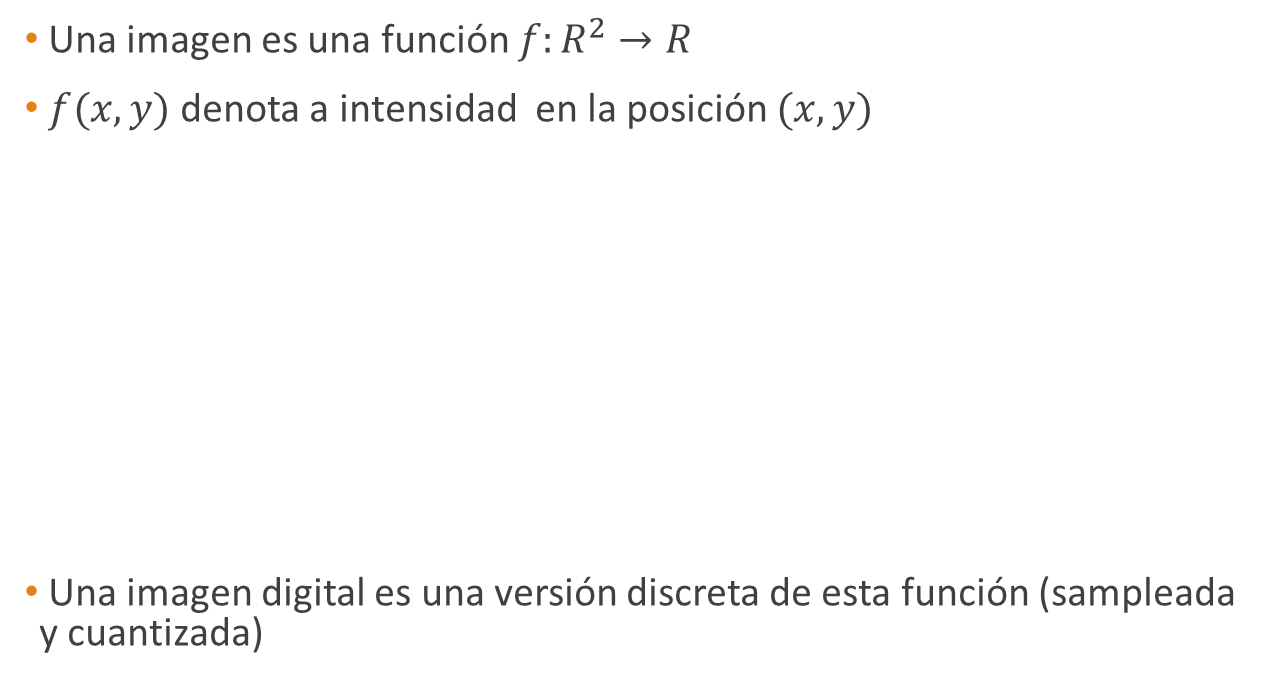 • Una imagen es una función f: R² → R
• f(x, y) denota a intensidad en la posición (x, y)
• Una imagen digital es una versión discreta de esta función (sampleada
y cuantizada)